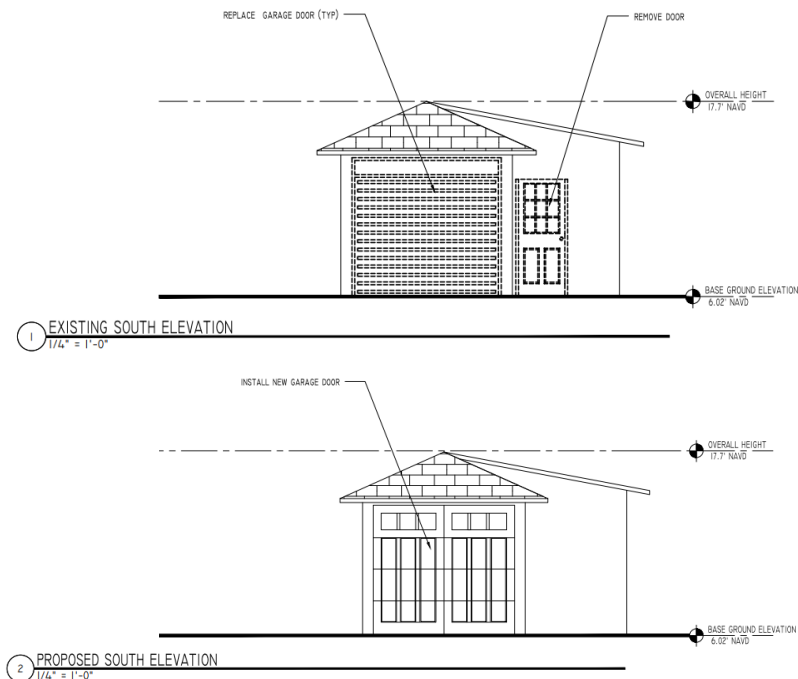 REPLACE GARAGE DOOR (TYP)
REMOVE DOOR
OVERALL HEIGHT
17.7' NAVD
BASE GROUND ELEVATION
6.02' NAVD
1
EXISTING SOUTH ELEVATION
1/4" = 1'-0"
INSTALL NEW GARAGE DOOR
OVERALL HEIGHT
17.7' NAVD
BASE GROUND ELEVATION
6.02' NAVD
2
PROPOSED SOUTH ELEVATION
1/4" = 1'-0"